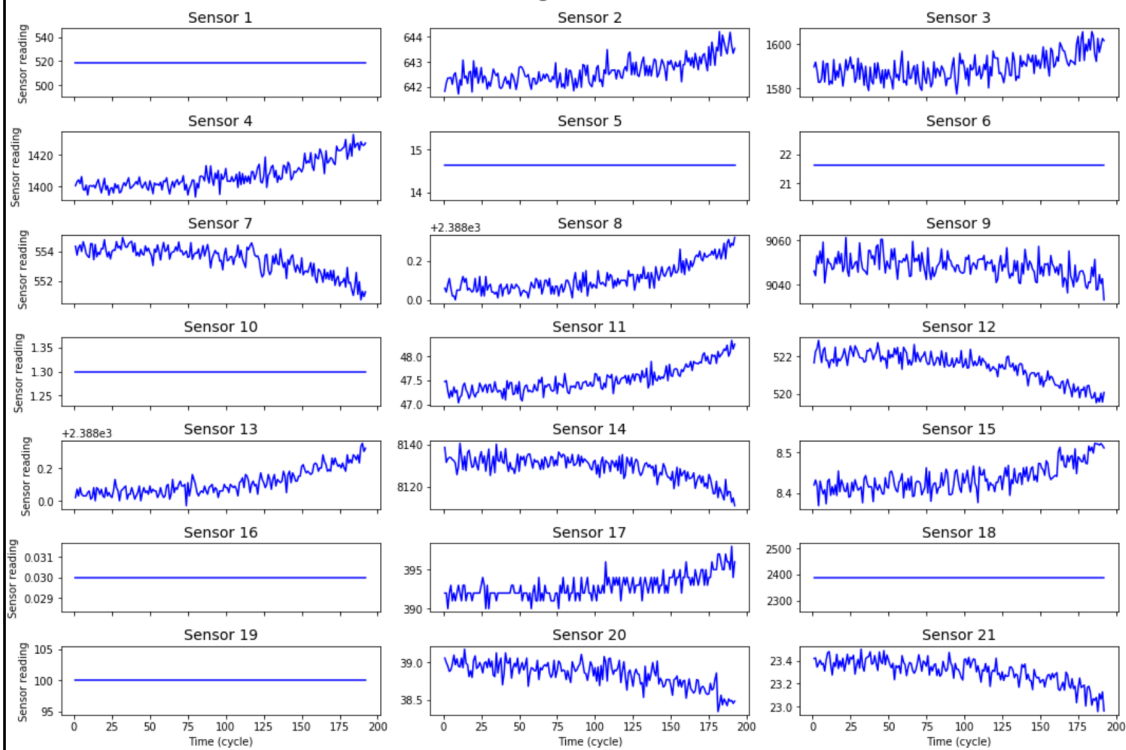 Sensor 1 Sensor 2 Sensor 3
Sensor reading 540 520 500 644 643 642 1600 1580
Sensor 4 Sensor 5 Sensor 6
Sensor reading 1420 1400 15 14 22 21
Sensor 7 Sensor 8 Sensor 9
+2.388e3
Sensor reading 554 552 0.2 0.0 9060 9040
Sensor 10 Sensor 11 Sensor 12
Sensor reading 1.35 1.30 1.25 48.0 47.5 47.0 522 520
Sensor 13 Sensor 14 Sensor 15
+2.388e3
Sensor reading 0.2 0.0 8140 8120 8.5 8.4
Sensor 16 Sensor 17 Sensor 18
Sensor reading 0.031 0.030 0.029 395 390 2500 2400 2300
Sensor 19 Sensor 20 Sensor 21
Sensor reading 105 100 95 39.0 38.5 23.4 23.2 23.0
0 25 50 75 100 125 150 175 200 0 25 50 75 100 125 150 175 200 0 25 50 75 100 125 150 175 200
Time (cycle) Time (cycle) Time (cycle)